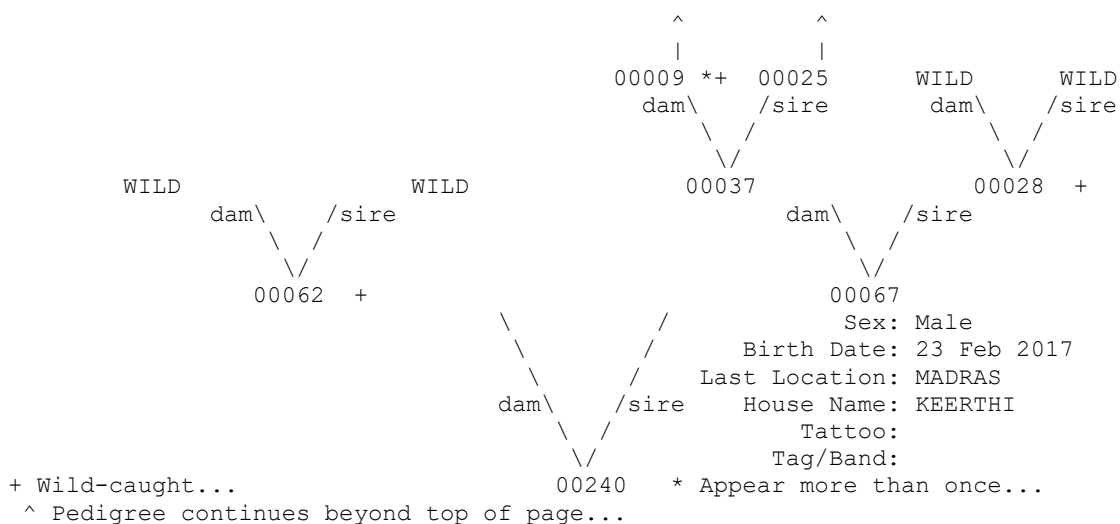 ^ ^
| |
00009 *+ 00025 WILD WILD
dam\ /sire dam\ /sire
\ / \ /
\/ \/
WILD WILD 00037 00028 +
dam\ /sire dam\ /sire
\ / \ /
\/ \/
00062 + 00067
\ / Sex: Male
\ / Birth Date: 23 Feb 2017
\ / Last Location: MADRAS
dam\ /sire House Name: KEERTHI
\ / Tattoo:
\/ Tag/Band:
+ Wild-caught... 00240 * Appear more than once...
^ Pedigree continues beyond top of page...